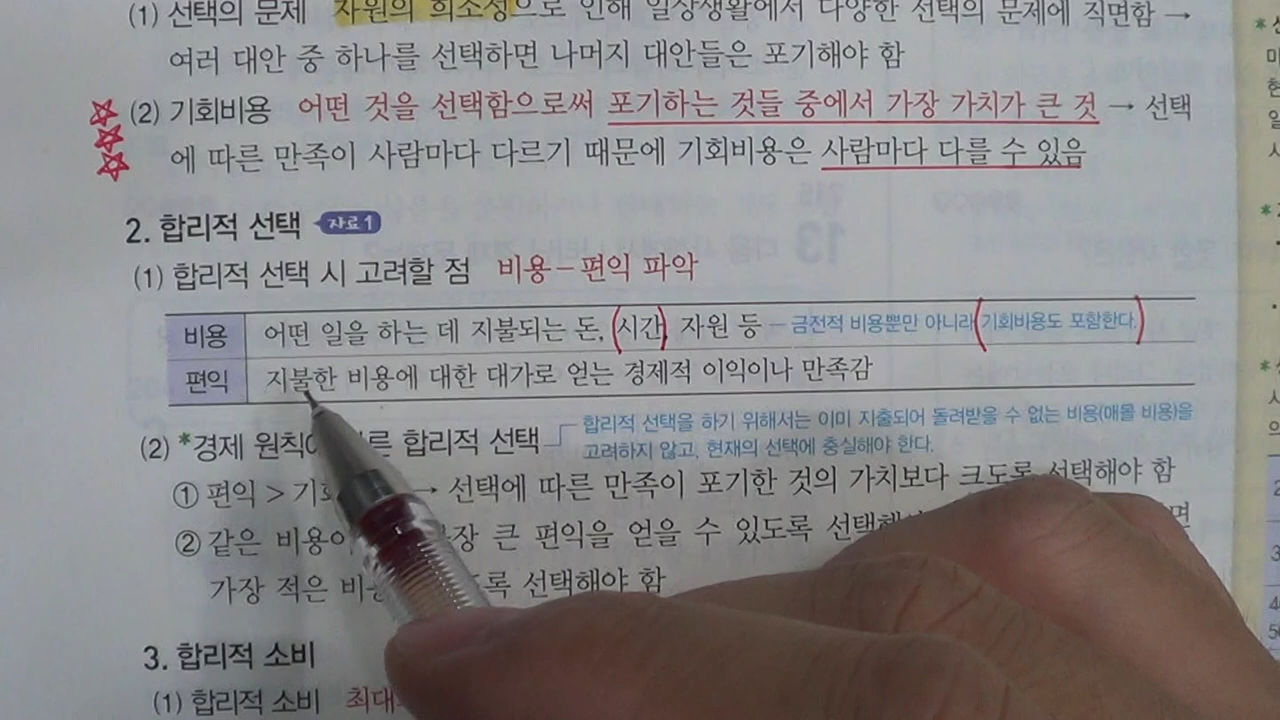 (1) 선택의 문제 자원의 희소성으로 인해 일상생활에서 다양한 선택의 문제에 직면함 →
여러 대안 중 하나를 선택하면 나머지 대안들은 포기해야 함
(2) 기회비용 어떤 것을 선택함으로써 포기하는 것들 중에서 가장 가치가 큰 것 → 선택
에 따른 만족이 사람마다 다르기 때문에 기회비용은 사람마다 다를 수 있음
2. 합리적 선택 자료1
(1) 합리적 선택 시 고려할 점 비용-편익 파악
비용 어떤 일을 하는 데 지불되는 돈, 시간, 자원 등 - 금전적 비용뿐만 아니라 기회비용도 포함한다.
편익 지불한 비용에 대한 대가로 얻는 경제적 이익이나 만족감
(2) *경제 원칙 합리적 선택
합리적 선택을 하기 위해서는 이미 지출되어 돌려받을 수 없는 비용(매몰 비용)을
고려하지 않고, 현재의 선택에 충실해야 한다.
① 편익 > → 선택에 따른 만족이 포기한 것의 가치보다 크도록 선택해야 함
② 같은 큰 편익을 얻을 수 있도록
가장 적은 선택해야 함
3. 합리적 소비
(1) 합리적 소비 최대